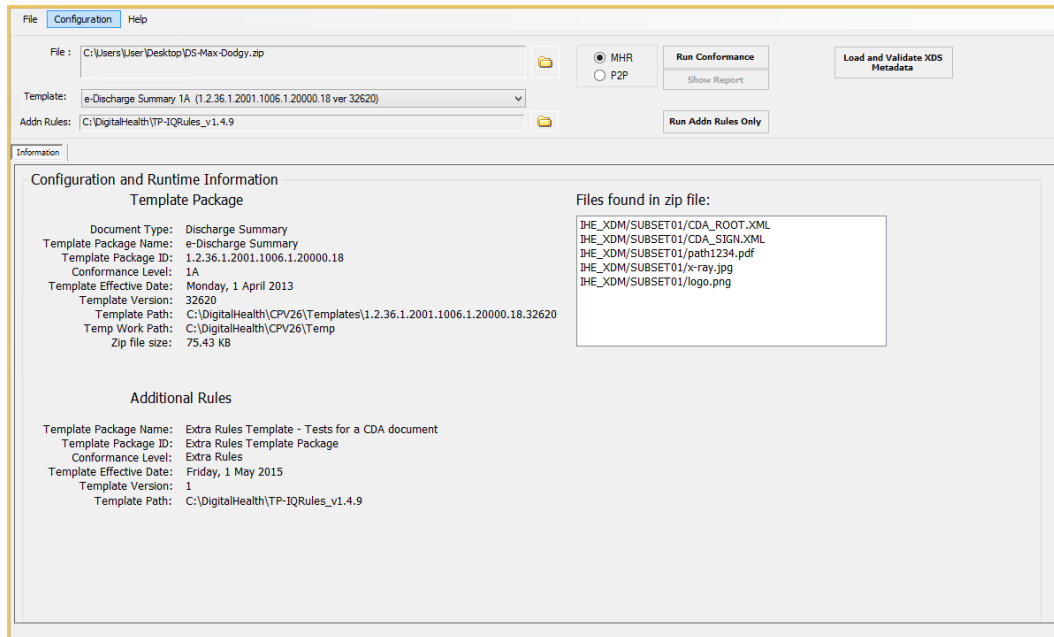 File Configuration Help
File : C:\Users\User\Desktop\DS-Max-Dodgy.zip
MHR
P2P
Run Conformance
Show Report
Load and Validate XDS
Metadata
Template: e-Discharge Summary 1A (1.2.36.1.2001.1006.1.20000.18 ver 32620)
Addn Rules: C:\DigitalHealth\TP-IQRules_v1.4.9
Run Addn Rules Only
Information
Configuration and Runtime Information
Template Package
Document Type: Discharge Summary
Template Package Name: e-Discharge Summary
Template Package ID: 1.2.36.1.2001.1006.1.20000.18
Conformance Level: 1A
Template Effective Date: Monday, 1 April 2013
Template Version: 32620
Template Path: C:\DigitalHealth\CPV26\Templates\1.2.36.1.2001.1006.1.20000.18.32620
Temp Work Path: C:\DigitalHealth\CPV26\Temp
Zip file size: 75.43 KB
Files found in zip file:
IHE_XDM/SUBSET01/CDA_ROOT.XML
IHE_XDM/SUBSET01/CDA_SIGN.XML
IHE_XDM/SUBSET01/path1234.pdf
IHE_XDM/SUBSET01/x-ray.jpg
IHE_XDM/SUBSET01/logo.png
Additional Rules
Template Package Name: Extra Rules Template - Tests for a CDA document
Template Package ID: Extra Rules Template Package
Conformance Level: Extra Rules
Template Effective Date: Friday, 1 May 2015
Template Version: 1
Template Path: C:\DigitalHealth\TP-IQRules_v1.4.9